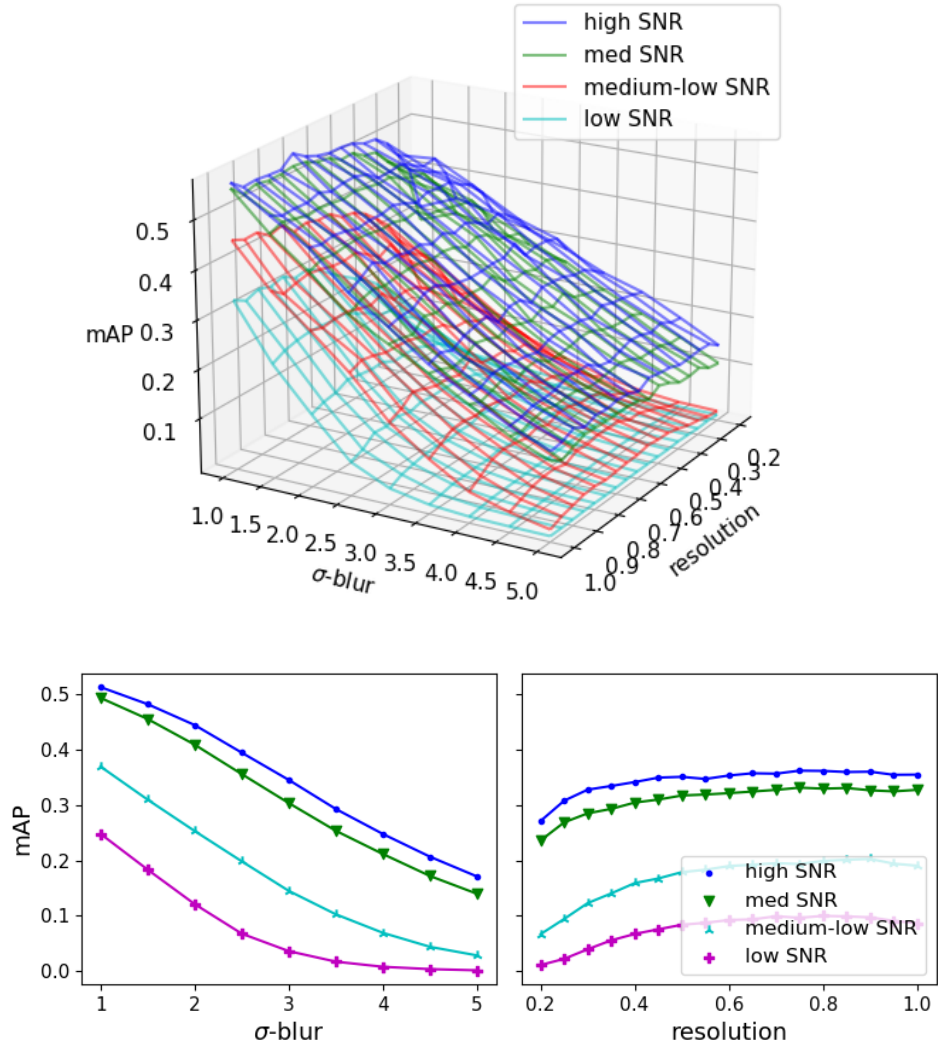 high SNR
med SNR
medium-low SNR
low SNR
0.5
0.4
mAP 0.3
0.2
0.1
1.0
1.5
2.0
2.5
3.0
3.5
4.0
4.5
5.0
σ-blur
0.2
0.3
0.4
0.5
0.6
0.7
0.8
0.9
1.0
resolution
0.5
0.4
0.3
0.2
0.1
0.0
mAP
1 2 3 4 5
σ-blur
high SNR
med SNR
medium-low SNR
low SNR
0.2 0.4 0.6 0.8 1.0
resolution